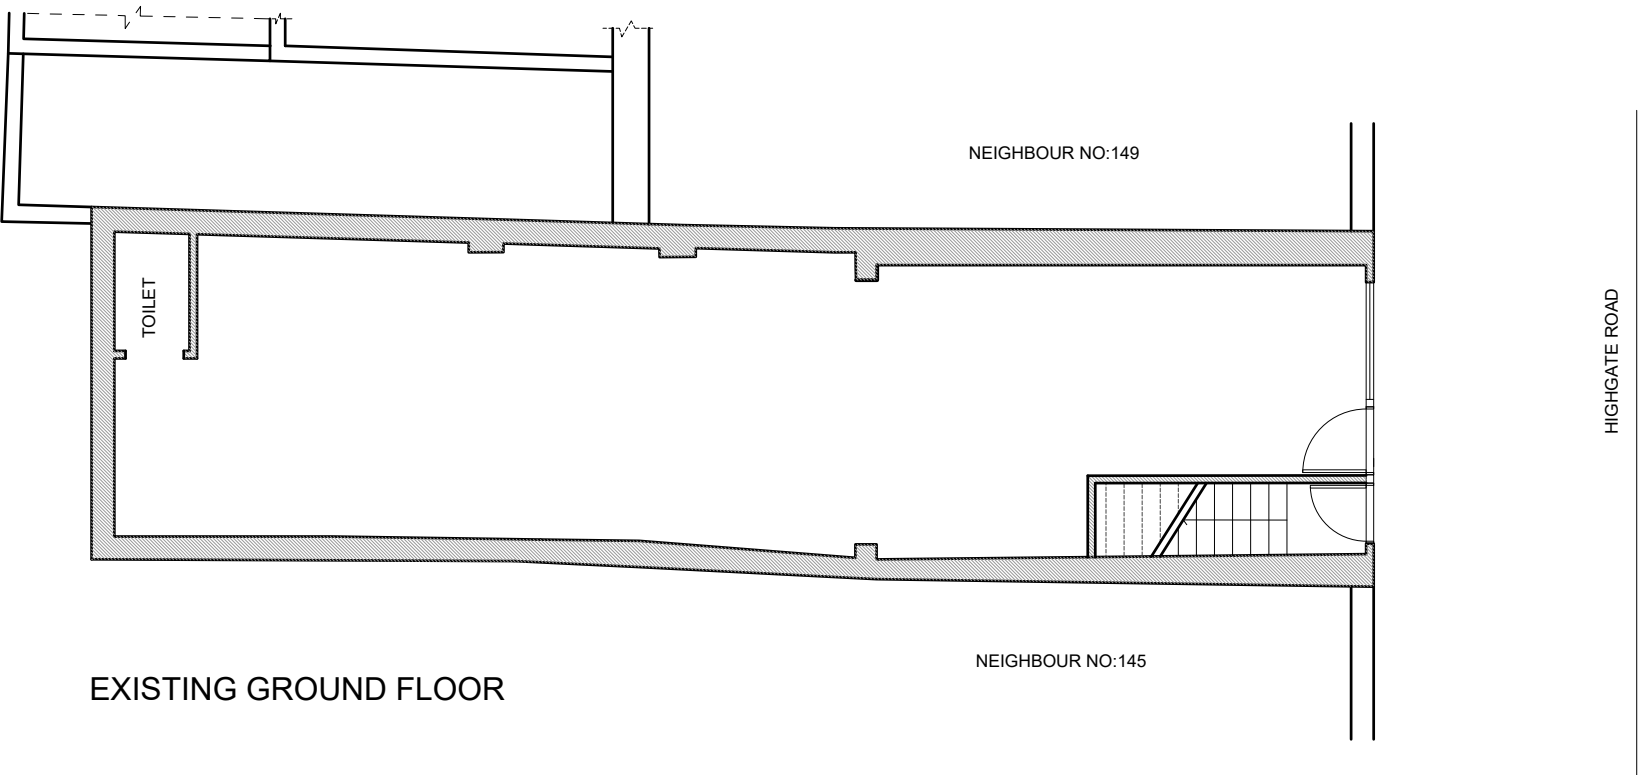 NEIGHBOUR NO:149
TOILET
HIGHGATE ROAD
NEIGHBOUR NO:145
EXISTING GROUND FLOOR